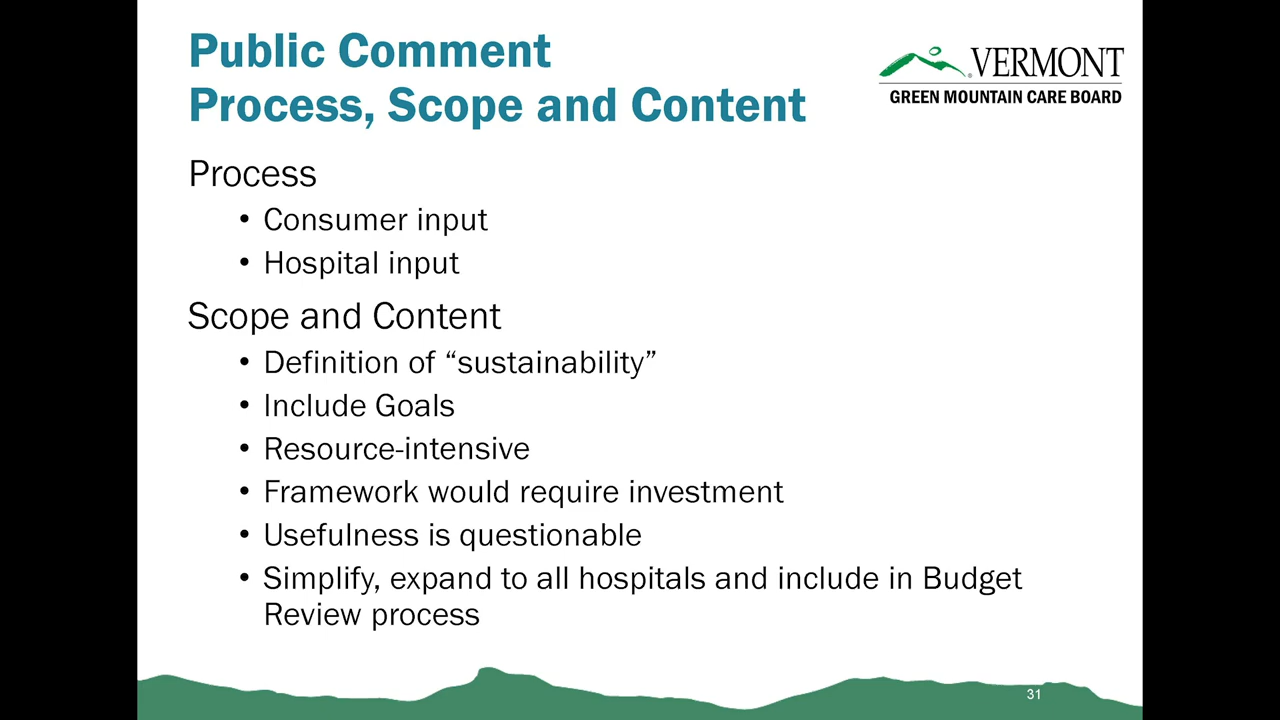 Public Comment
Process, Scope and Content
VERMONT
GREEN MOUNTAIN CARE BOARD
Process
• Consumer input
• Hospital input
Scope and Content
• Definition of “sustainability”
• Include Goals
• Resource-intensive
• Framework would require investment
• Usefulness is questionable
• Simplify, expand to all hospitals and include in Budget
Review process
31